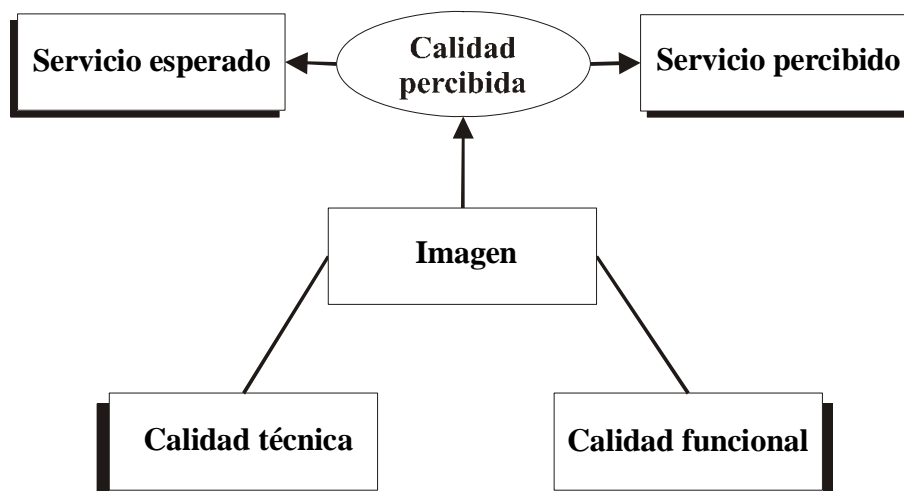 Servicio esperado
Calidad
percibida
Servicio percibido
Imagen
Calidad técnica
Calidad funcional